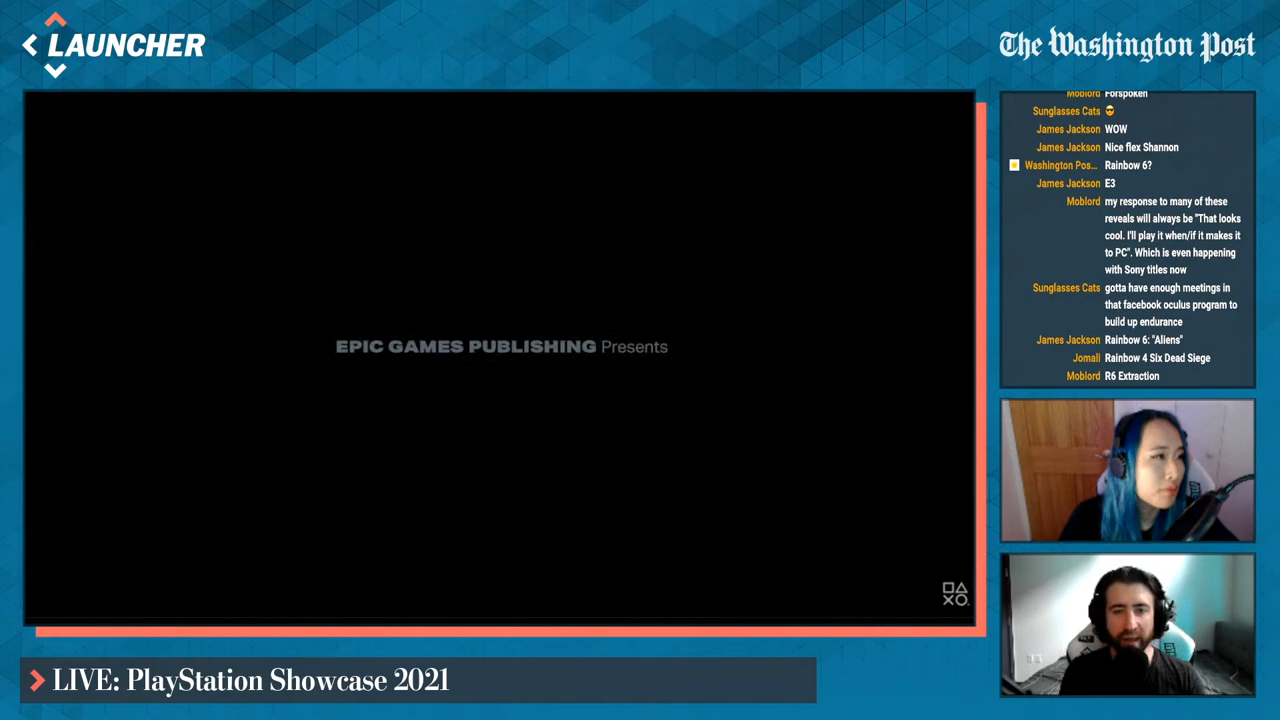 LAUNCHER
The Washington Post
EPIC GAMES PUBLISHING Presents
Moblord Forspoken
Sunglasses Cats 😎
James Jackson WOW
James Jackson Nice flex Shannon
Washington Pos... Rainbow 6?
James Jackson E3
Moblord my response to many of these
reveals will always be "That looks
cool. I'll play it when/if it makes it
to PC". Which is even happening
with Sony titles now
Sunglasses Cats gotta have enough meetings in
that facebook oculus program to
build up endurance
James Jackson Rainbow 6: "Aliens"
Jomali Rainbow 4 Six Dead Siege
Moblord R6 Extraction
LIVE: PlayStation Showcase 2021